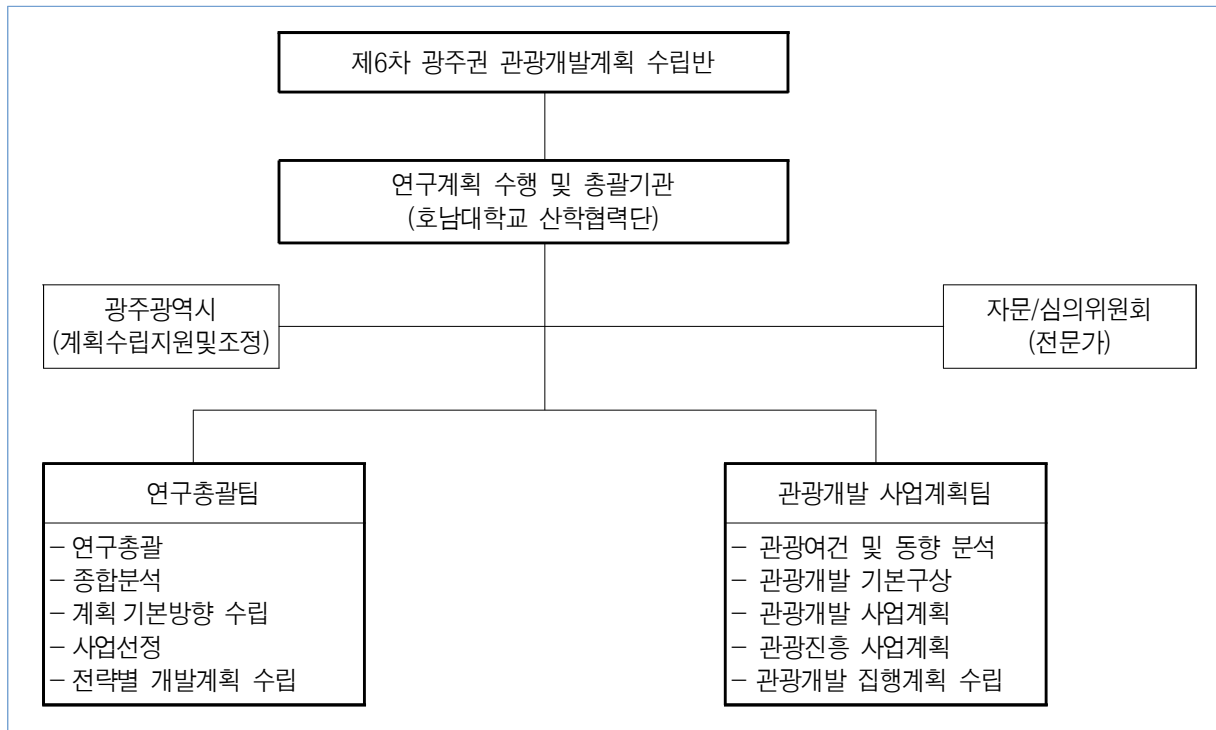 제6차 광주권 관광개발계획 수립반
연구계획 수행 및 총괄기관
(호남대학교 산학협력단)
광주광역시
(계획수립지원및조정)
자문/심의위원회
(전문가)
연구총괄팀
– 연구총괄
– 종합분석
– 계획 기본방향 수립
– 사업선정
– 전략별 개발계획 수립
관광개발 사업계획팀
– 관광여건 및 동향 분석
– 관광개발 기본구상
– 관광개발 사업계획
– 관광진흥 사업계획
– 관광개발 집행계획 수립